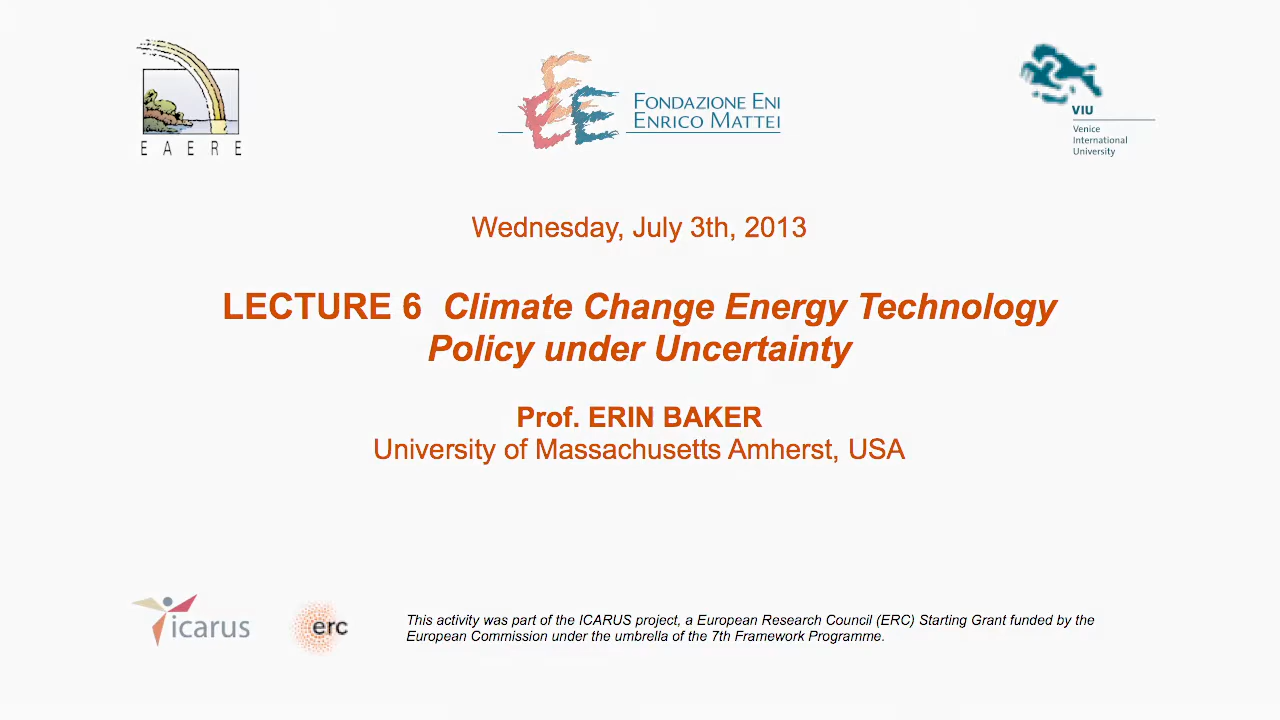 EAERE
FONDAZIONE ENI
ENRICO MATTEI
VIU
Venice
International
University
Wednesday, July 3th, 2013
LECTURE 6 Climate Change Energy Technology
Policy under Uncertainty
Prof. ERIN BAKER
University of Massachusetts Amherst, USA
icarus
erc
This activity was part of the ICARUS project, a European Research Council (ERC) Starting Grant funded by the
European Commission under the umbrella of the 7th Framework Programme.